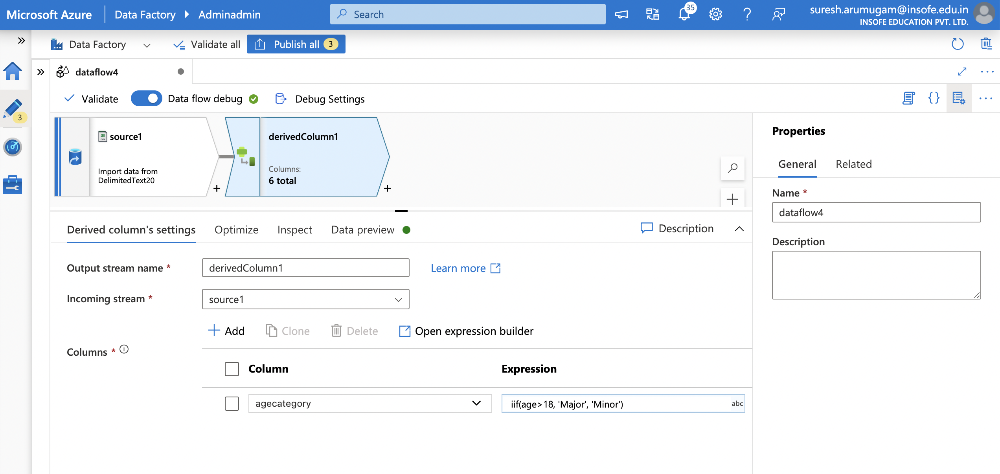 Microsoft Azure
Data Factory
Adminadmin
Search
35
suresh.arumugam@insofe.edu.in
INSOFE EDUCATION PVT. LTD.
Data Factory
Validate all
Publish all 3
dataflow4
3
Validate
Data flow debug
Debug Settings
{}
CSV
source1
Import data from
DelimitedText20
+
derivedColumn1
Columns:
6 total
+
Derived column's settings
Optimize
Inspect
Data preview
Description
Output stream name *
derivedColumn1
Learn more
Incoming stream *
source1
Add
Clone
Delete
Open expression builder
Columns *
Column
Expression
agecategory
iif(age>18, 'Major', 'Minor')
abc
Properties
General
Related
Name *
dataflow4
Description